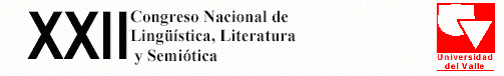 XXII
Congreso Nacional de
Lingüística, Literatura
y Semiótica
Universidad
del Valle